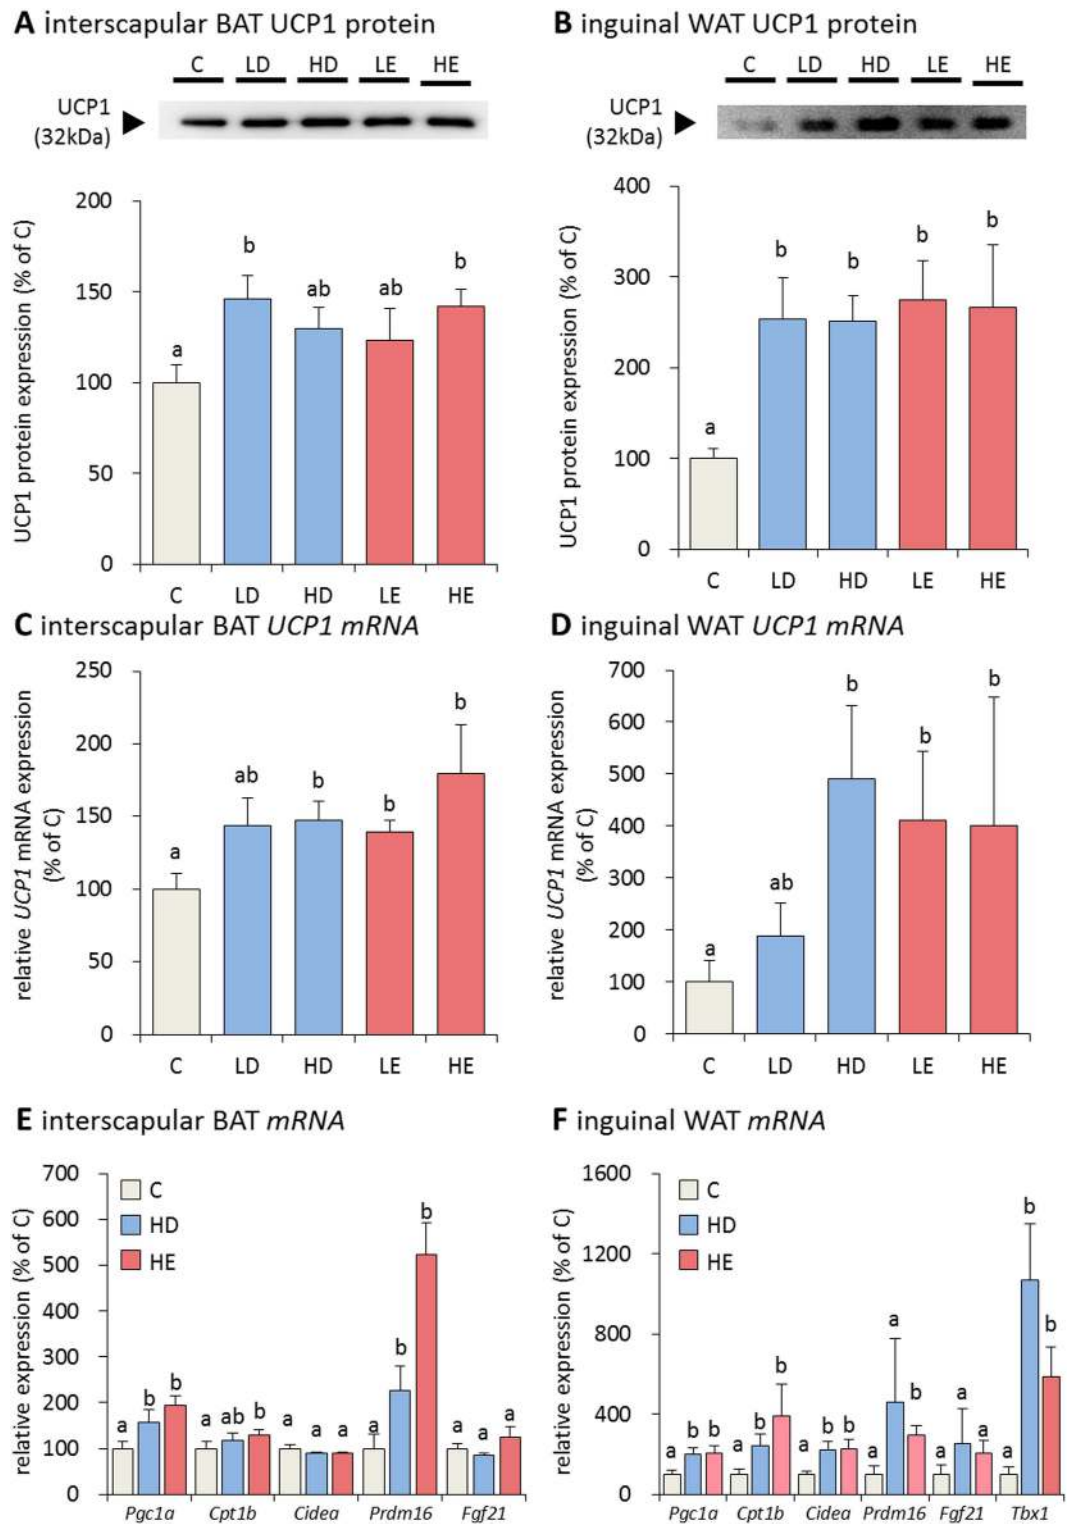 A interscapular BAT UCP1 protein
C LD HD LE HE
UCP1
(32kDa)
UCP1 protein expression (% of C)
200
150
100
50
0
a b ab ab b
C LD HD LE HE
B inguinal WAT UCP1 protein
C LD HD LE HE
UCP1
(32kDa)
UCP1 protein expression (% of C)
400
300
200
100
0
a b b b b
C LD HD LE HE
C interscapular BAT UCP1 mRNA
relative UCP1 mRNA expression
(% of C)
250
200
150
100
50
0
a ab b b b
C LD HD LE HE
D inguinal WAT UCP1 mRNA
relative UCP1 mRNA expression
(% of C)
700
600
500
400
300
200
100
0
a ab b b b
C LD HD LE HE
E interscapular BAT mRNA
relative expression (% of C)
700
600
500
400
300
200
100
0
C
HD
HE
a b b a ab b a a a a b b a a a
Pgc1a Cpt1b Cidea Prdm16 Fgf21
F inguinal WAT mRNA
relative expression (% of C)
1600
1200
800
400
0
C
HD
HE
a b b a b b a b b a a b a a a a b b
Pgc1a Cpt1b Cidea Prdm16 Fgf21 Tbx1